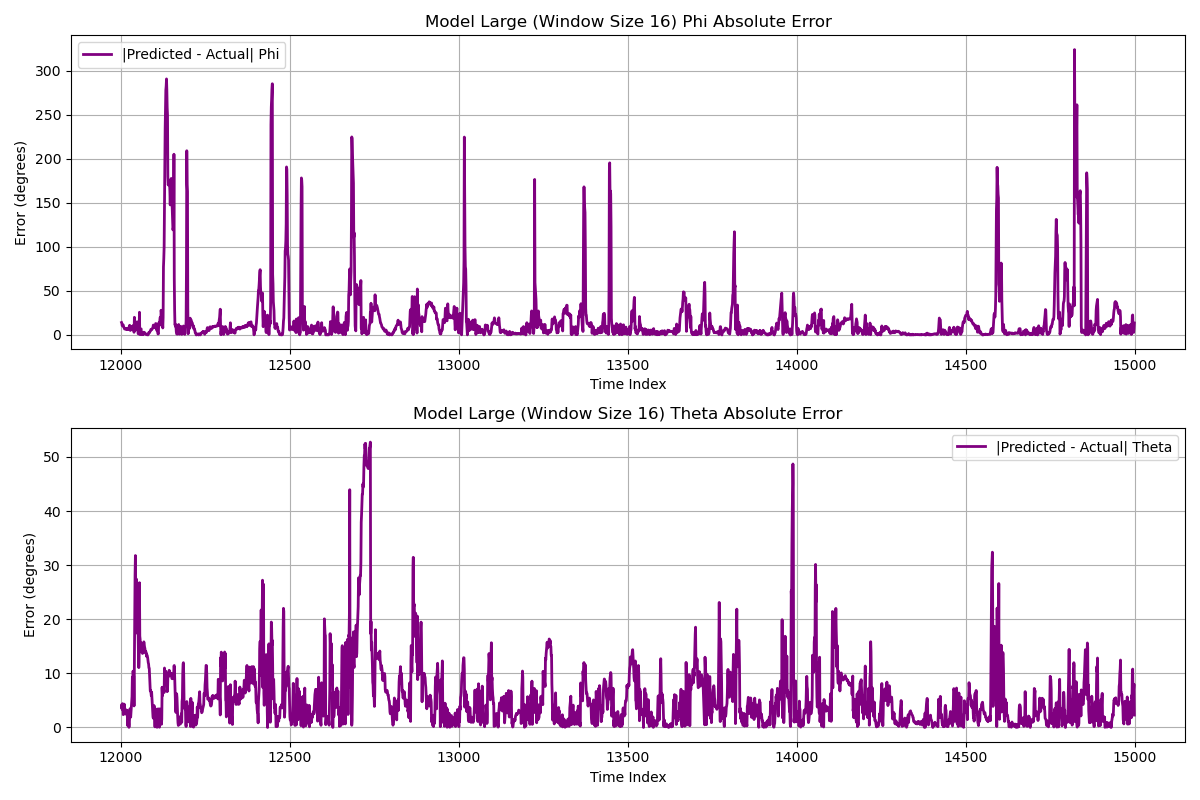 Model Large (Window Size 16) Phi Absolute Error
|Predicted - Actual| Phi
Error (degrees)
300
250
200
150
100
50
0
12000 12500 13000 13500 14000 14500 15000
Time Index
Model Large (Window Size 16) Theta Absolute Error
|Predicted - Actual| Theta
Error (degrees)
50
40
30
20
10
0
12000 12500 13000 13500 14000 14500 15000
Time Index